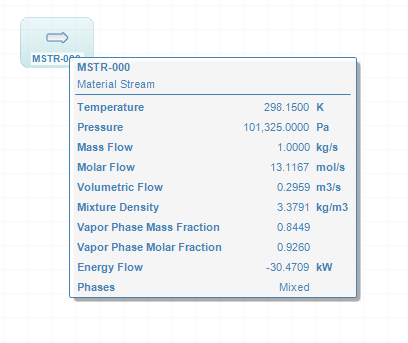 MSTR-000
MSTR-000
Material Stream
Temperature 298.1500 K
Pressure 101,325.0000 Pa
Mass Flow 1.0000 kg/s
Molar Flow 13.1167 mol/s
Volumetric Flow 0.2959 m3/s
Mixture Density 3.3791 kg/m3
Vapor Phase Mass Fraction 0.8449
Vapor Phase Molar Fraction 0.9260
Energy Flow -30.4709 kW
Phases Mixed